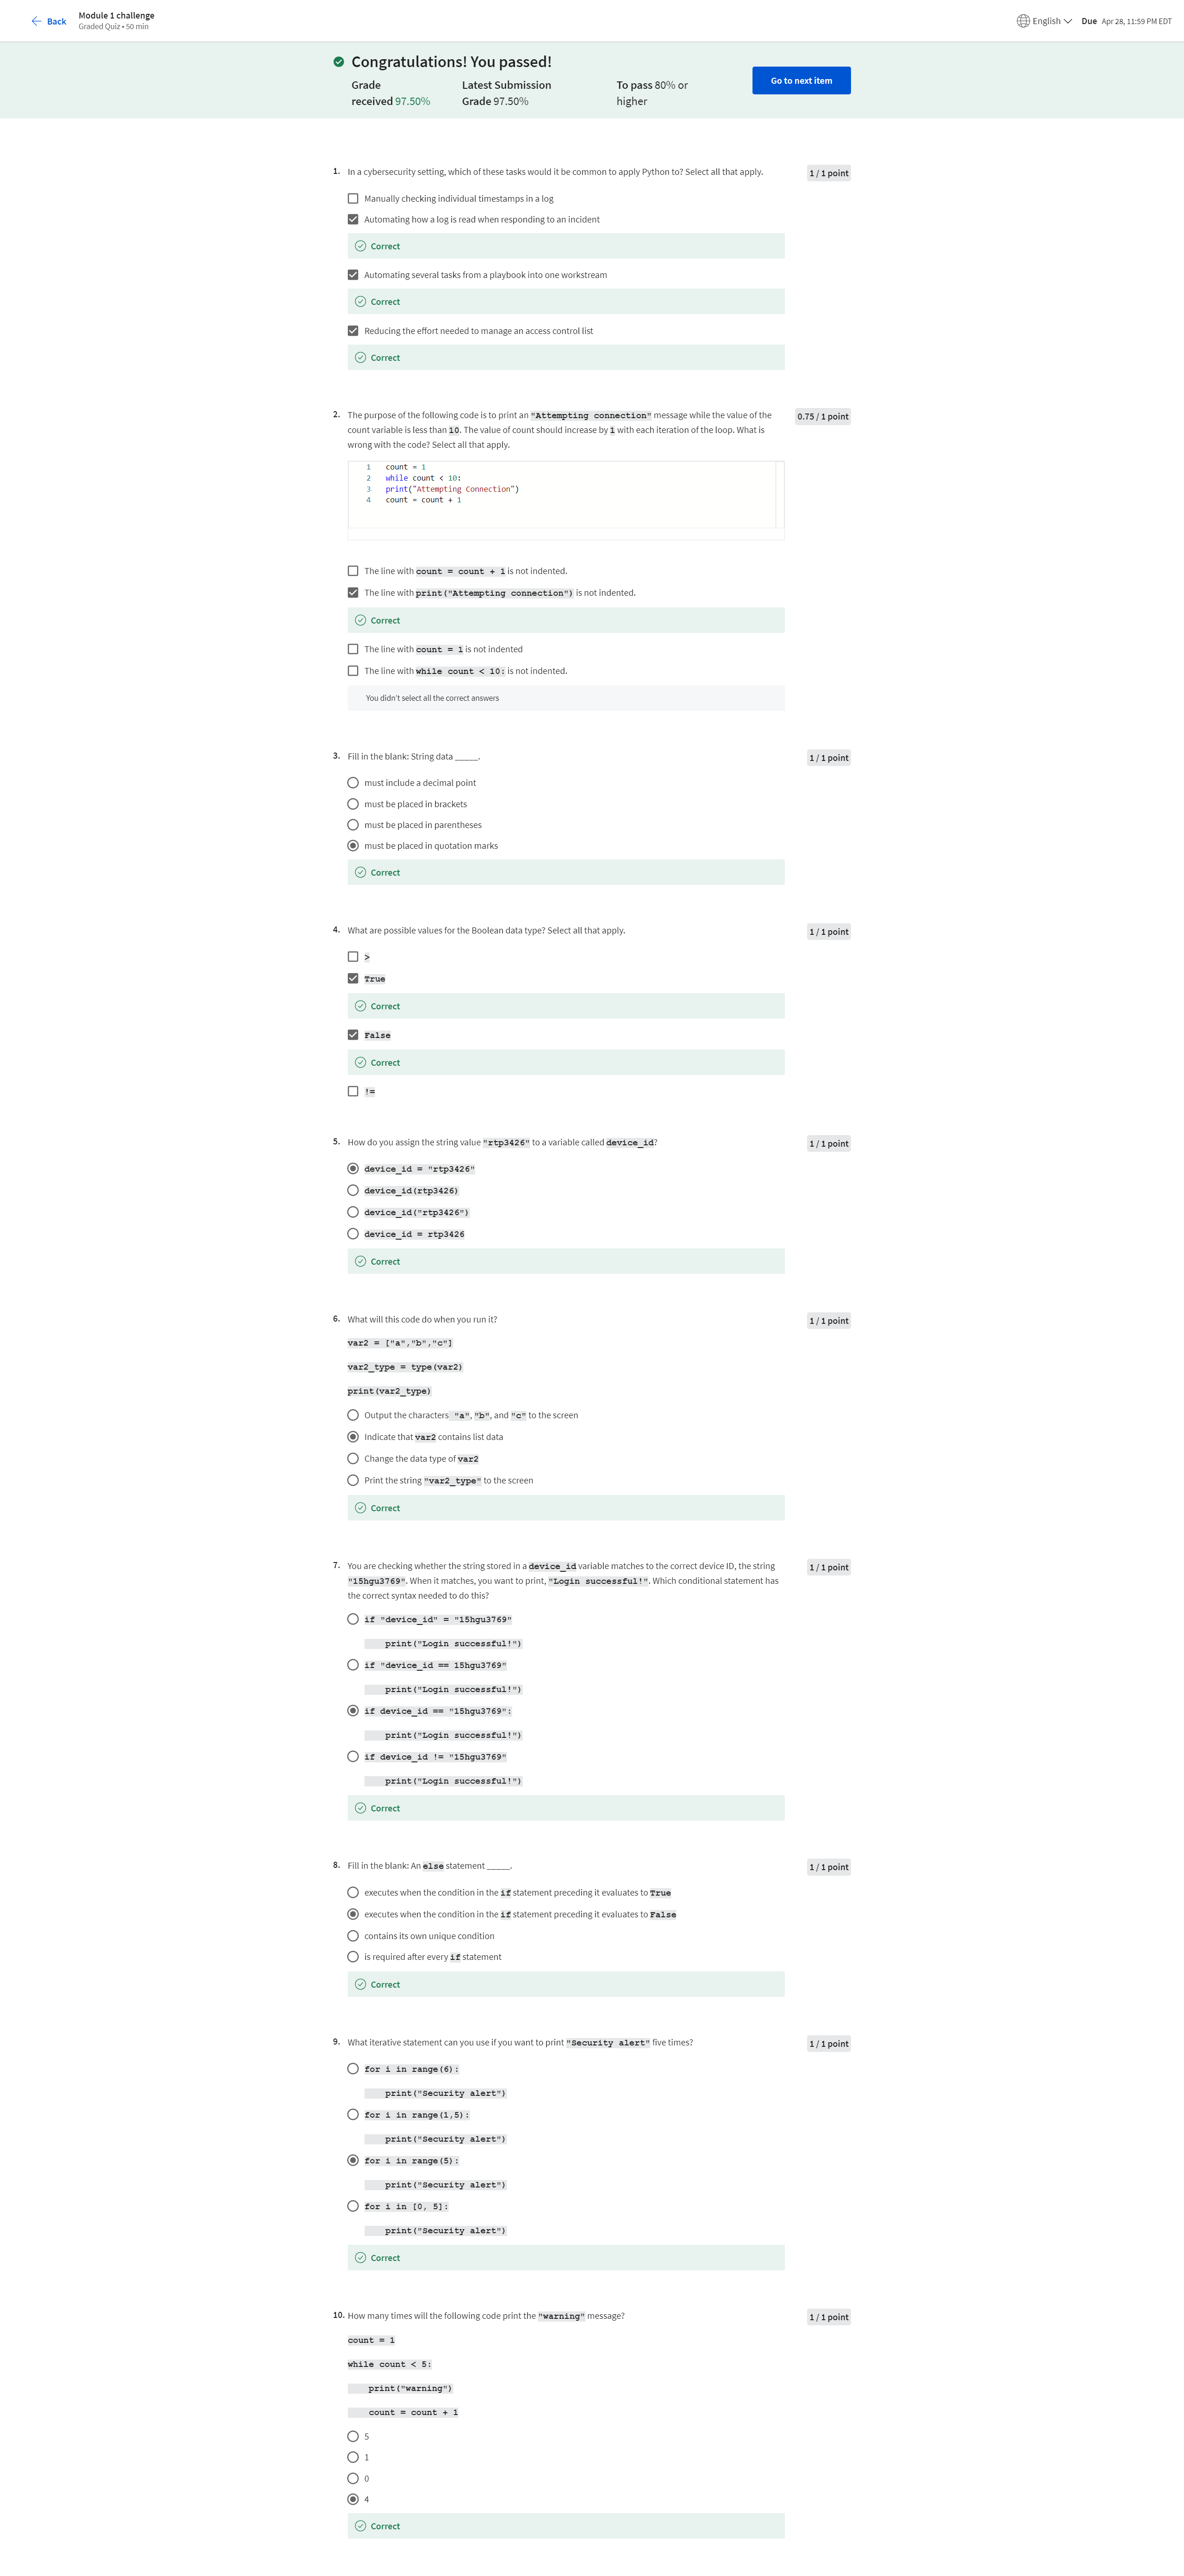 Back
Module 1 challenge
Graded Quiz • 50 min
English
Due Apr 28, 11:59 PM EDT
Congratulations! You passed!
Grade
received 97.50%
Latest Submission
Grade 97.50%
To pass 80% or
higher
Go to next item
1. In a cybersecurity setting, which of these tasks would it be common to apply Python to? Select all that apply.
1 / 1 point
Manually checking individual timestamps in a log
Automating how a log is read when responding to an incident
Correct
Automating several tasks from a playbook into one workstream
Correct
Reducing the effort needed to manage an access control list
Correct
2. The purpose of the following code is to print an "Attempting connection" message while the value of the
count variable is less than 10. The value of count should increase by 1 with each iteration of the loop. What is
wrong with the code? Select all that apply.
0.75 / 1 point
1 count = 1
2 while count < 10:
3 print("Attempting Connection")
4 count = count + 1
The line with count = count + 1 is not indented.
The line with print("Attempting connection") is not indented.
Correct
The line with count = 1 is not indented
The line with while count < 10: is not indented.
You didn't select all the correct answers
3. Fill in the blank: String data _____.
1 / 1 point
must include a decimal point
must be placed in brackets
must be placed in parentheses
must be placed in quotation marks
Correct
4. What are possible values for the Boolean data type? Select all that apply.
1 / 1 point
>
True
Correct
False
Correct
!=
5. How do you assign the string value "rtp3426" to a variable called device_id?
1 / 1 point
device_id = "rtp3426"
device_id(rtp3426)
device_id("rtp3426")
device_id = rtp3426
Correct
6. What will this code do when you run it?
1 / 1 point
var2 = ["a","b","c"]
var2_type = type(var2)
print(var2_type)
Output the characters "a", "b", and "c" to the screen
Indicate that var2 contains list data
Change the data type of var2
Print the string "var2_type" to the screen
Correct
7. You are checking whether the string stored in a device_id variable matches to the correct device ID, the string
"15hgu3769". When it matches, you want to print, "Login successful!". Which conditional statement has
the correct syntax needed to do this?
1 / 1 point
if "device_id" = "15hgu3769"
print("Login successful!")
if "device_id == 15hgu3769"
print("Login successful!")
if device_id == "15hgu3769":
print("Login successful!")
if device_id != "15hgu3769"
print("Login successful!")
Correct
8. Fill in the blank: An else statement _____.
1 / 1 point
executes when the condition in the if statement preceding it evaluates to True
executes when the condition in the if statement preceding it evaluates to False
contains its own unique condition
is required after every if statement
Correct
9. What iterative statement can you use if you want to print "Security alert" five times?
1 / 1 point
for i in range(6):
print("Security alert")
for i in range(1,5):
print("Security alert")
for i in range(5):
print("Security alert")
for i in [0, 5]:
print("Security alert")
Correct
10. How many times will the following code print the "warning" message?
1 / 1 point
count = 1
while count < 5:
print("warning")
count = count + 1
5
1
0
4
Correct